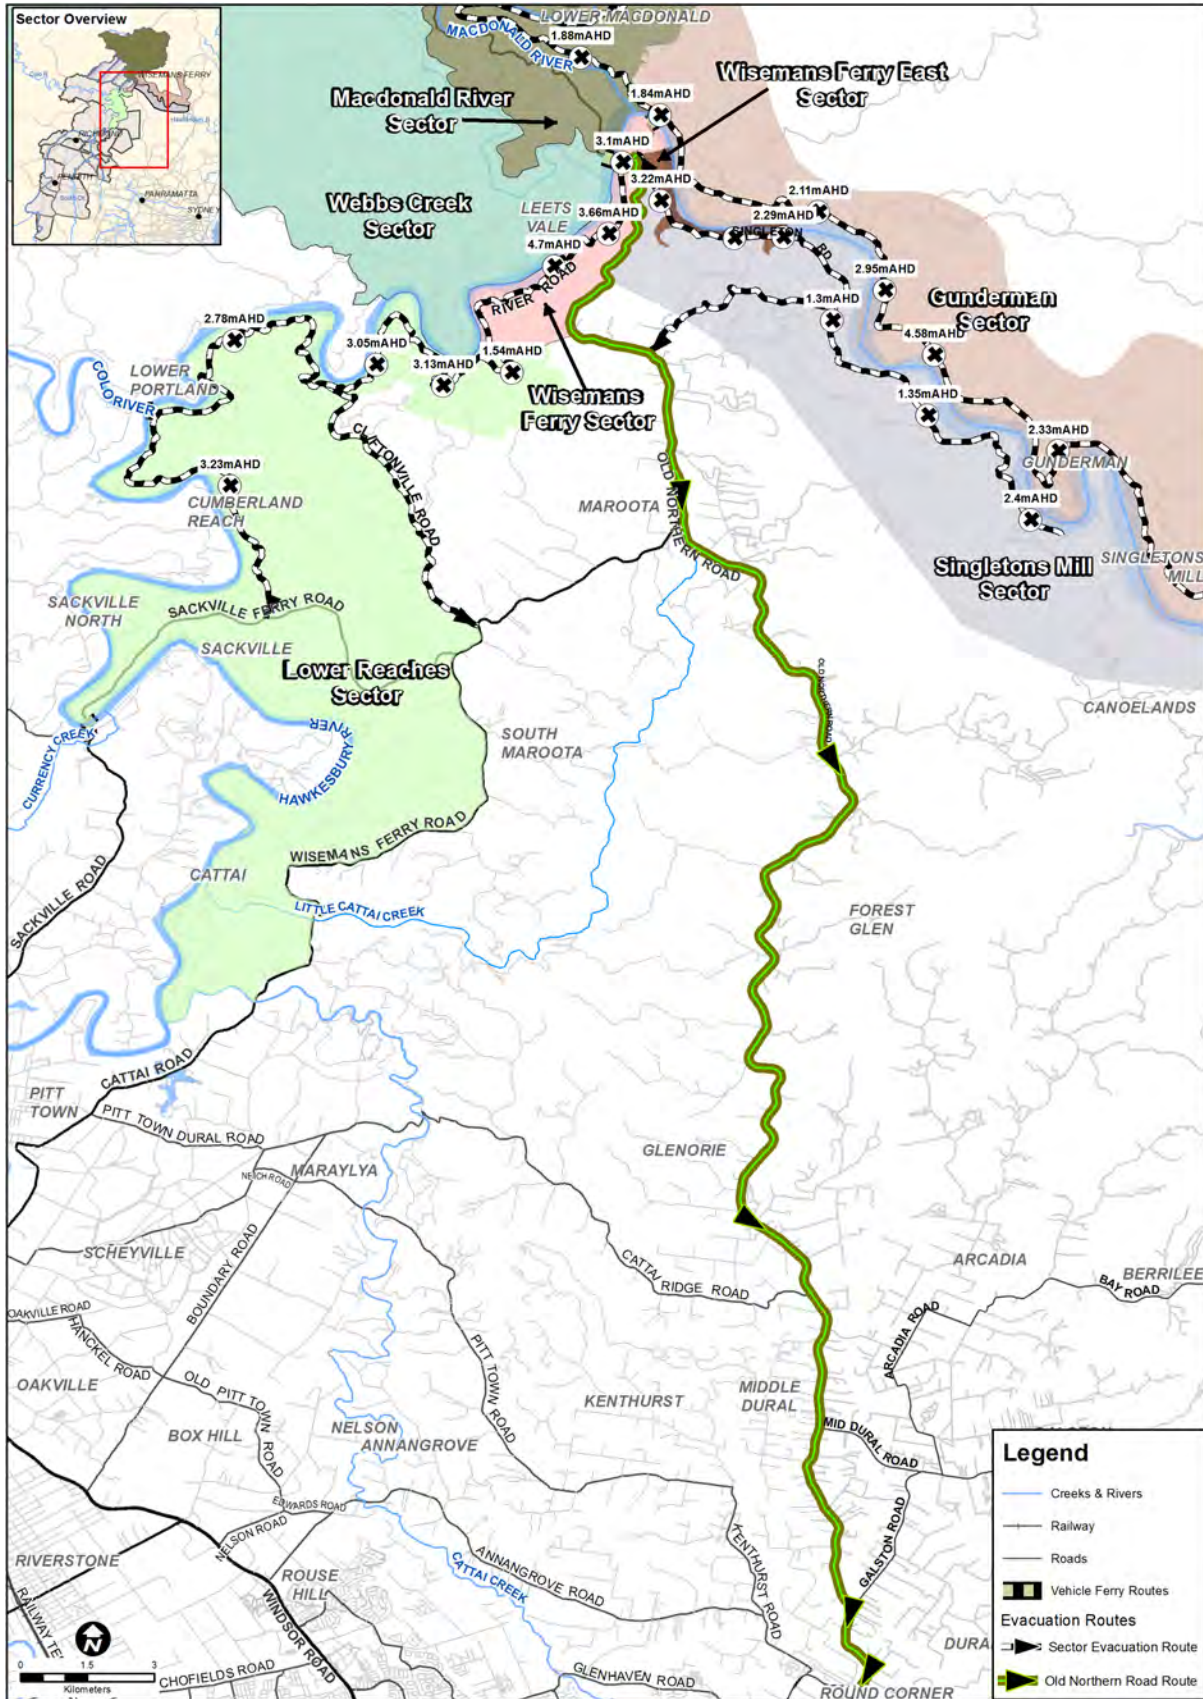 Sector Overview
WISEMANS FERRY
PARRAMATTA
LOWER MACDONALD
1.88mAHD
MACDONALD RIVER
Wisemans Ferry East
Sector
Macdonald River
Sector
1.84mAHD
3.1mAHD
3.22mAHD
2.11mAHD
Webbs Creek
Sector
LEETS
VALE
3.66mAHD
2.29mAHD
SINGLETON
RD
4.7mAHD
RIVER ROAD
2.95mAHD
Gunderman
Sector
1.3mAHD
2.78mAHD
4.58mAHD
3.05mAHD
1.54mAHD
3.13mAHD
LOWER
PORTLAND
COLO RIVER
Wisemans
Ferry Sector
1.35mAHD
2.33mAHD
CLIFTONVILLE ROAD
GUNDERMAN
3.23mAHD
CUMBERLAND
REACH
OLD NORTHERN ROAD
MAROOTA
2.4mAHD
Singletons Mill
Sector
SINGLETONS
MILL
SACKVILLE
NORTH
SACKVILLE FERRY ROAD
SACKVILLE
Lower Reaches
Sector
OLD NORTHERN ROAD
CANOELANDS
CURRENCY CREEK
HAWKESBURY
RIVER
SOUTH
MAROOTA
WISEMANS FERRY ROAD
CATTAI
SACKVILLE ROAD
LITTLE CATTAI CREEK
FOREST
GLEN
CATTAI ROAD
PITT
TOWN
PITT TOWN DURAL ROAD
GLENORIE
NEICH ROAD
MARAYLYA
SCHEYVILLE
BOUNDARY ROAD
CATTAI RIDGE ROAD
ARCADIA
BERRILEE
BAY ROAD
ARCADIA ROAD
OAKVILLE ROAD
HANCKEL ROAD
OAKVILLE
OLD PITT TOWN ROAD
PITT TOWN ROAD
KENTHURST
MIDDLE
DURAL
BOX HILL
NELSON
ANNANGROVE
MID DURAL ROAD
EDWARDS ROAD
NELSON ROAD
GALSTON ROAD
KENTHURST ROAD
RIVERSTONE
ROUSE
HILL
ANNANGROVE ROAD
CATTAI CREEK
WINDSOR ROAD
CHOFIELDS ROAD
GLENHAVEN ROAD
ROUND CORNER
N
0 1.5 3
Kilometers
Legend
Creeks & Rivers
Railway
Roads
Vehicle Ferry Routes
Evacuation Routes
Sector Evacuation Route
Old Northern Road Route